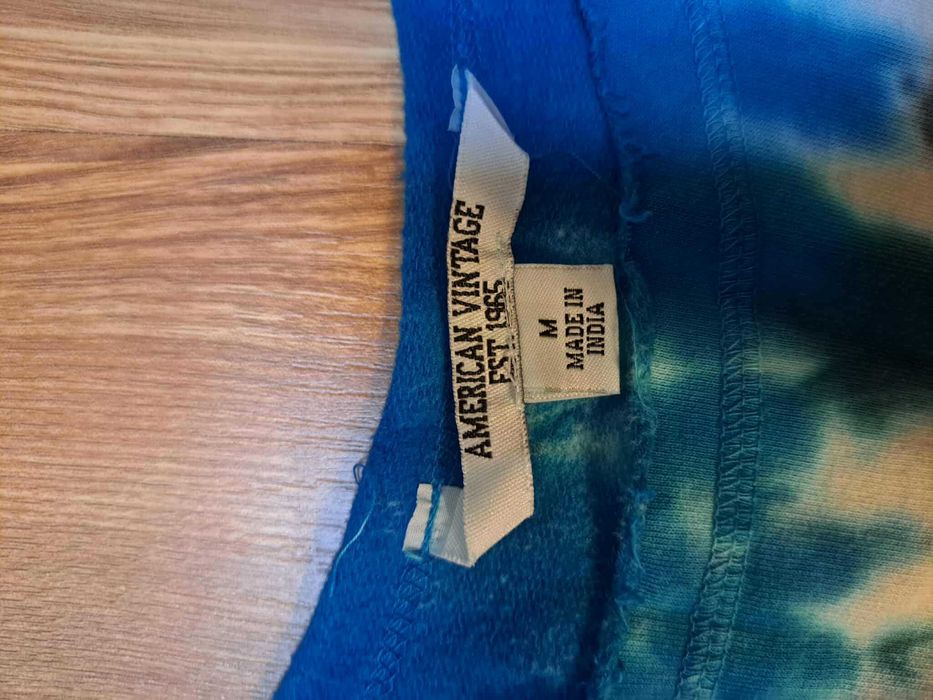 AMERICAN VINTAGE
EST 1965
M
MADE IN
INDIA